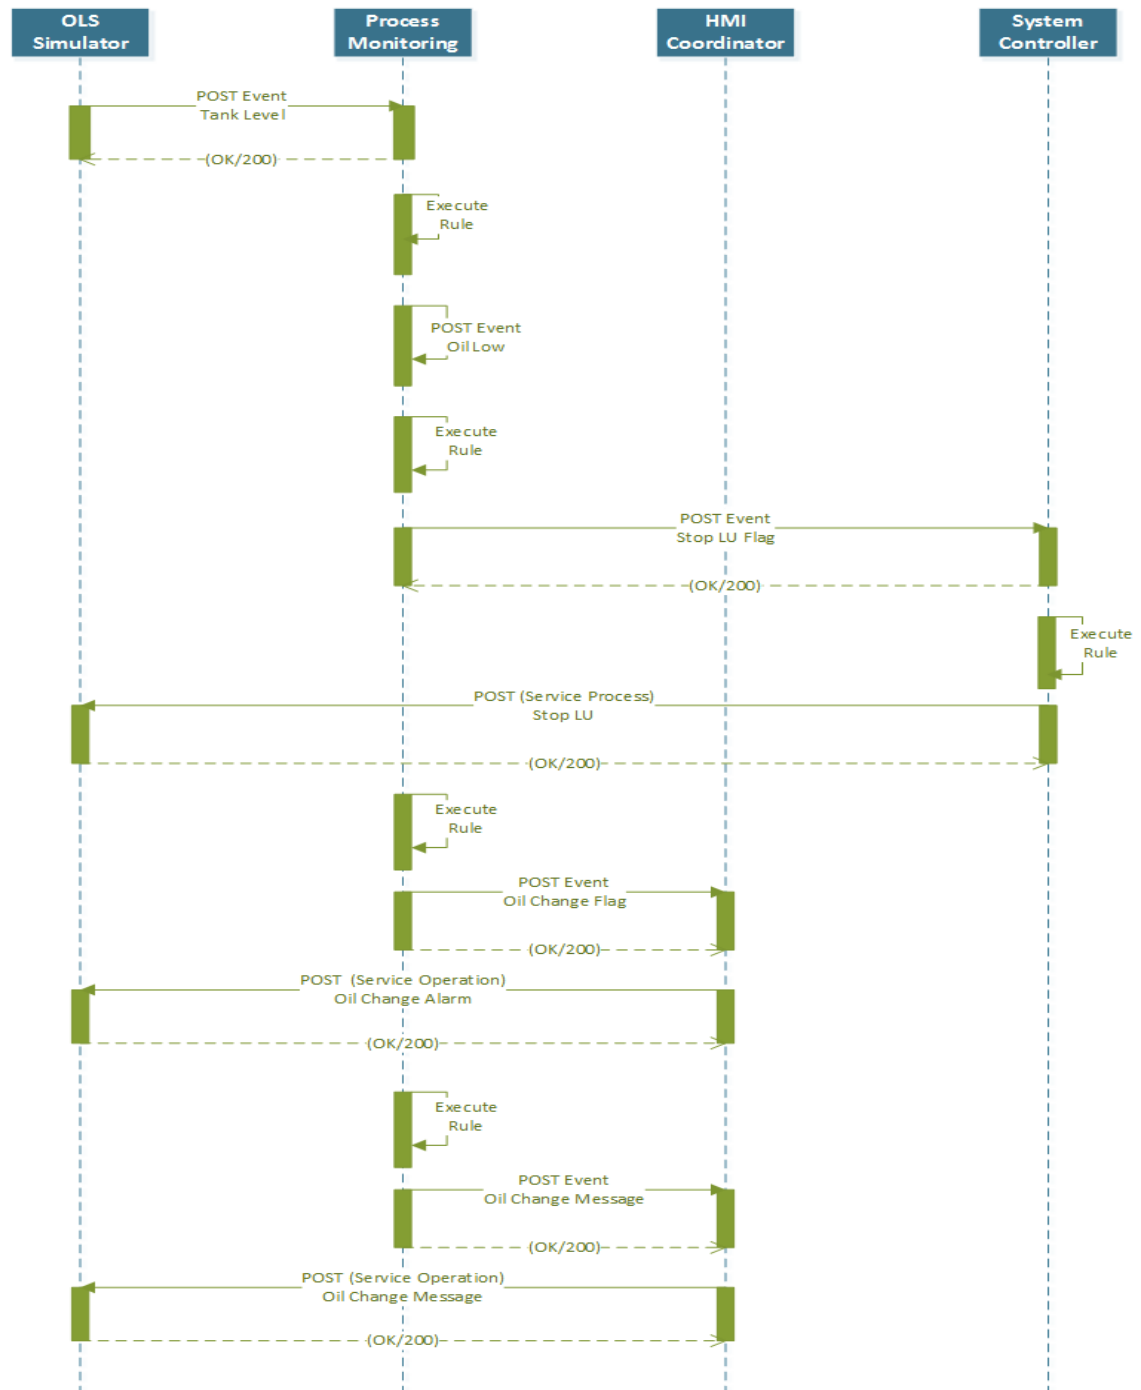 OLS
Simulator
Process
Monitoring
HMI
Coordinator
System
Controller
POST Event
Tank Level
(OK/200)
Execute
Rule
POST Event
Oil Low
Execute
Rule
POST Event
Stop LU Flag
(OK/200)
Execute
Rule
POST (Service Process)
Stop LU
(OK/200)
Execute
Rule
POST Event
Oil Change Flag
(OK/200)
POST (Service Operation)
Oil Change Alarm
(OK/200)
Execute
Rule
POST Event
Oil Change Message
(OK/200)
POST (Service Operation)
Oil Change Message
(OK/200)